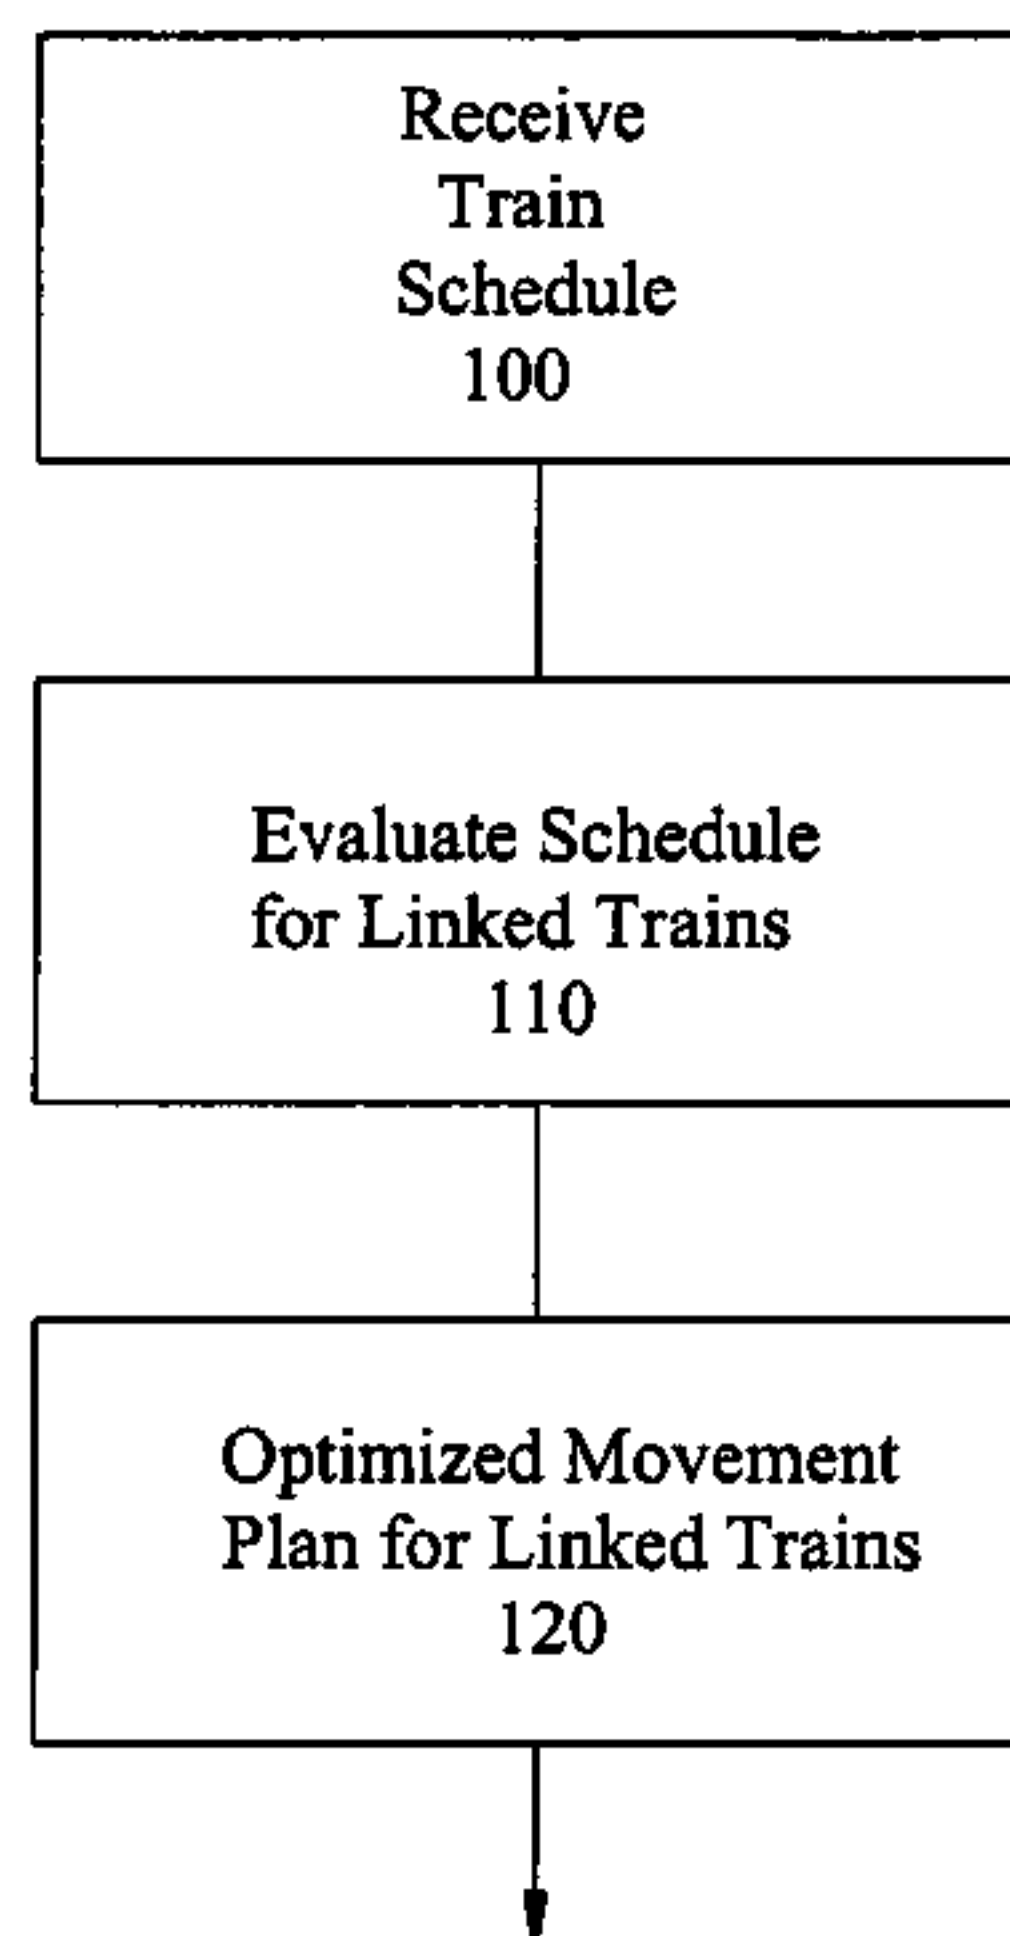 Receive
Train
Schedule
100
Evaluate Schedule
for Linked Trains
110
Optimized Movement
Plan for Linked Trains
120